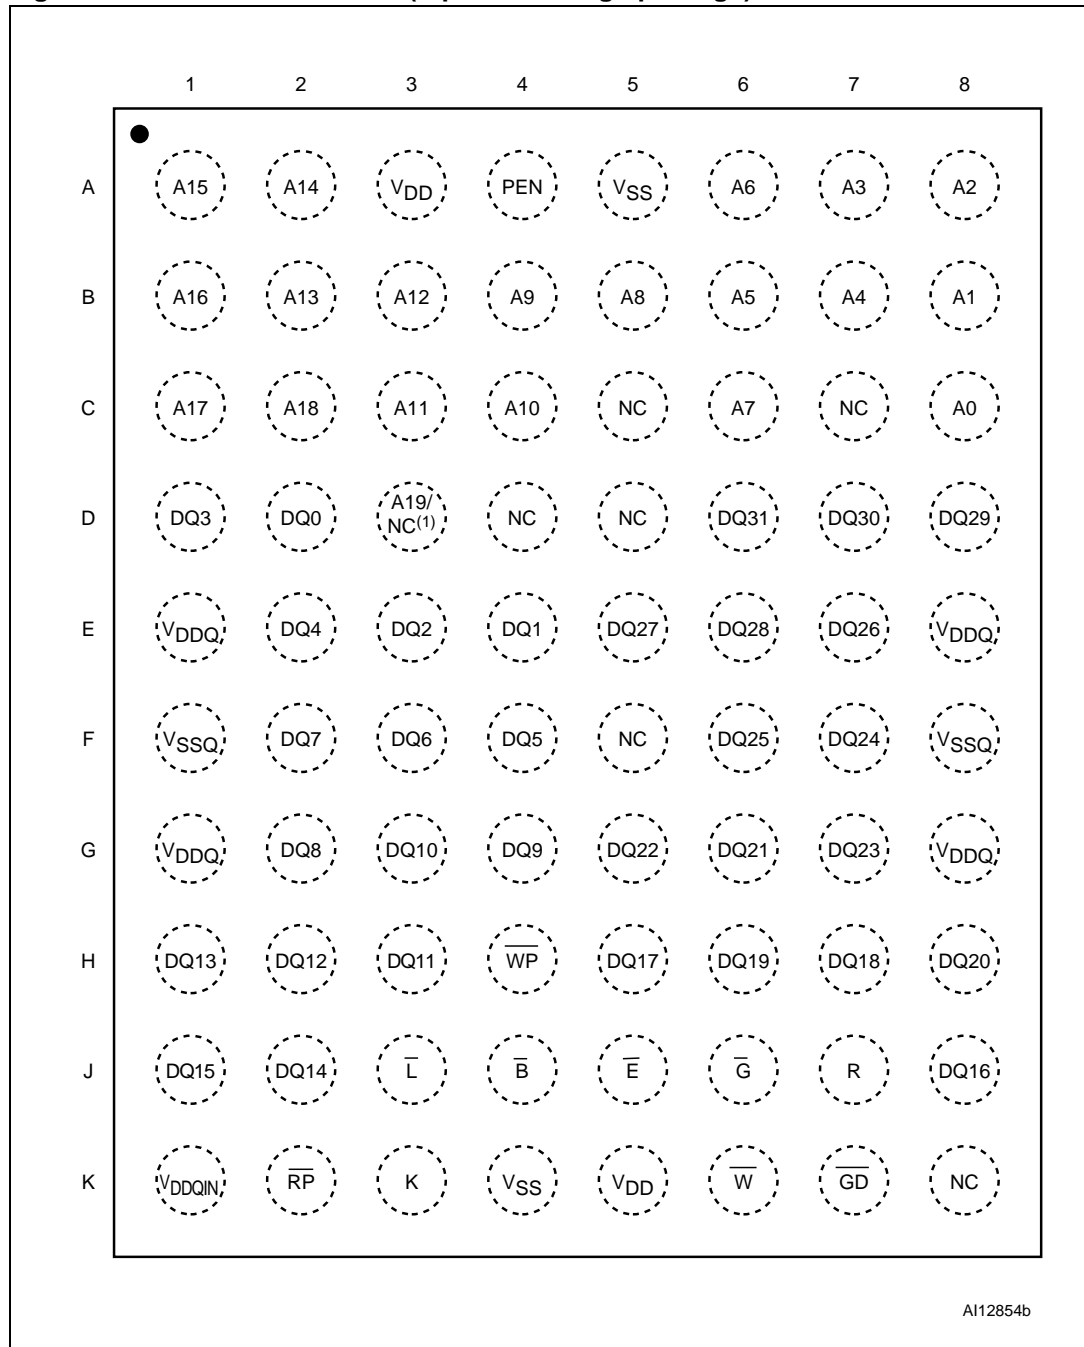 1 2 3 4 5 6 7 8
A A15 A14 VDD PEN VSS A6 A3 A2
B A16 A13 A12 A9 A8 A5 A4 A1
C A17 A18 A11 A10 NC A7 NC A0
D DQ3 DQ0 A19/NC(1) NC NC DQ31 DQ30 DQ29
E VDDQ DQ4 DQ2 DQ1 DQ27 DQ28 DQ26 VDDQ
F VSSQ DQ7 DQ6 DQ5 NC DQ25 DQ24 VSSQ
G VDDQ DQ8 DQ10 DQ9 DQ22 DQ21 DQ23 VDDQ
H DQ13 DQ12 DQ11 W̅P̅ DQ17 DQ19 DQ18 DQ20
J DQ15 DQ14 L̅ B̅ E̅ G̅ R DQ16
K VDDQIN R̅P̅ K VSS VDD W̅ G̅D̅ NC
AI12854b